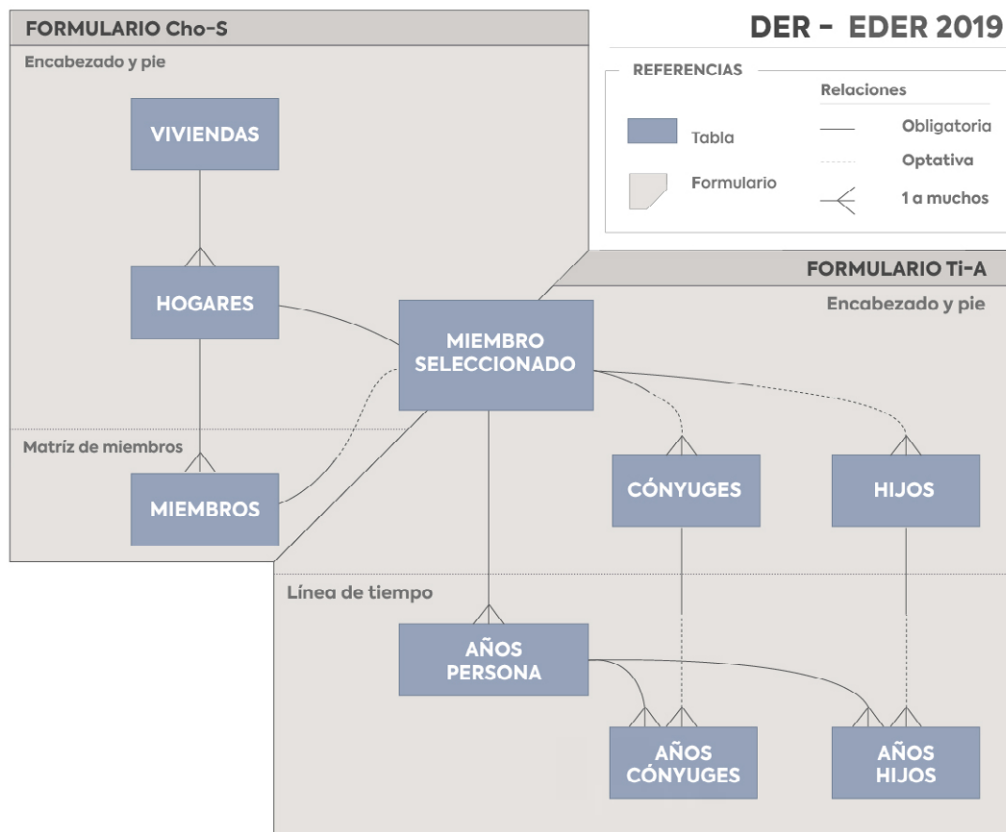 FORMULARIO Cho-S
Encabezado y pie
VIVIENDAS
HOGARES
Matríz de miembros
MIEMBROS
DER - EDER 2019
REFERENCIAS
Tabla
Formulario
Relaciones
Obligatoria
Optativa
1 a muchos
FORMULARIO Ti-A
Encabezado y pie
MIEMBRO
SELECCIONADO
CÓNYUGES
HIJOS
Línea de tiempo
AÑOS
PERSONA
AÑOS
CÓNYUGES
AÑOS
HIJOS